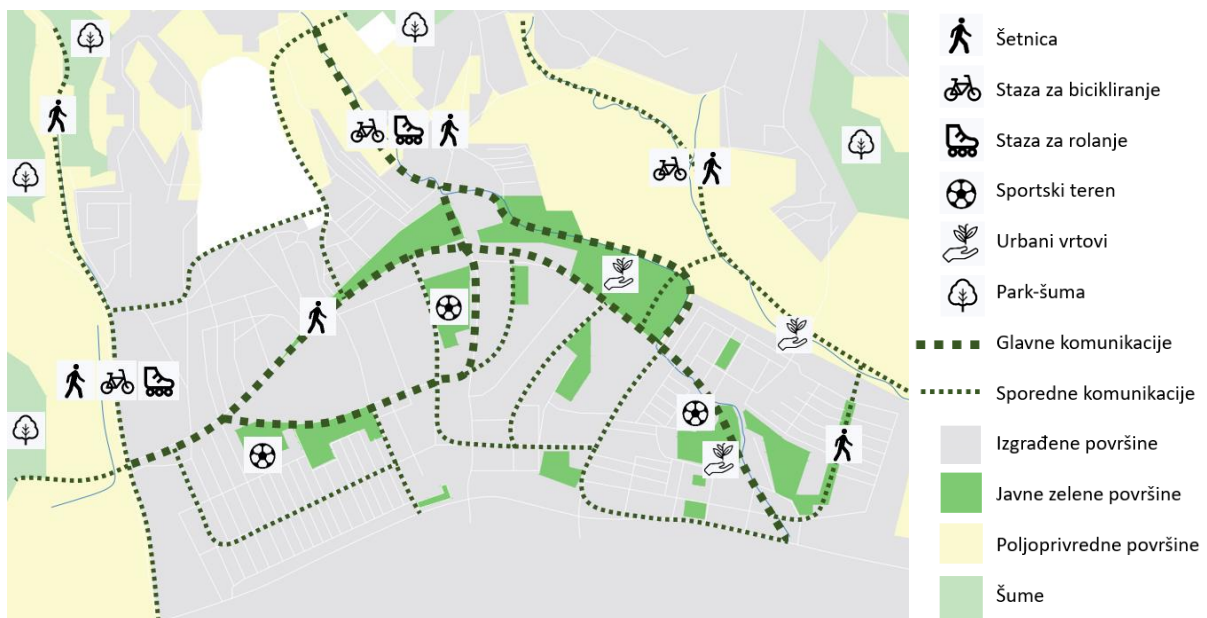 Šetnica
Staza za bicikliranje
Staza za rolanje
Sportski teren
Urbani vrtovi
Park-šuma
Glavne komunikacije
Sporedne komunikacije
Izgrađene površine
Javne zelene površine
Poljoprivredne površine
Šume